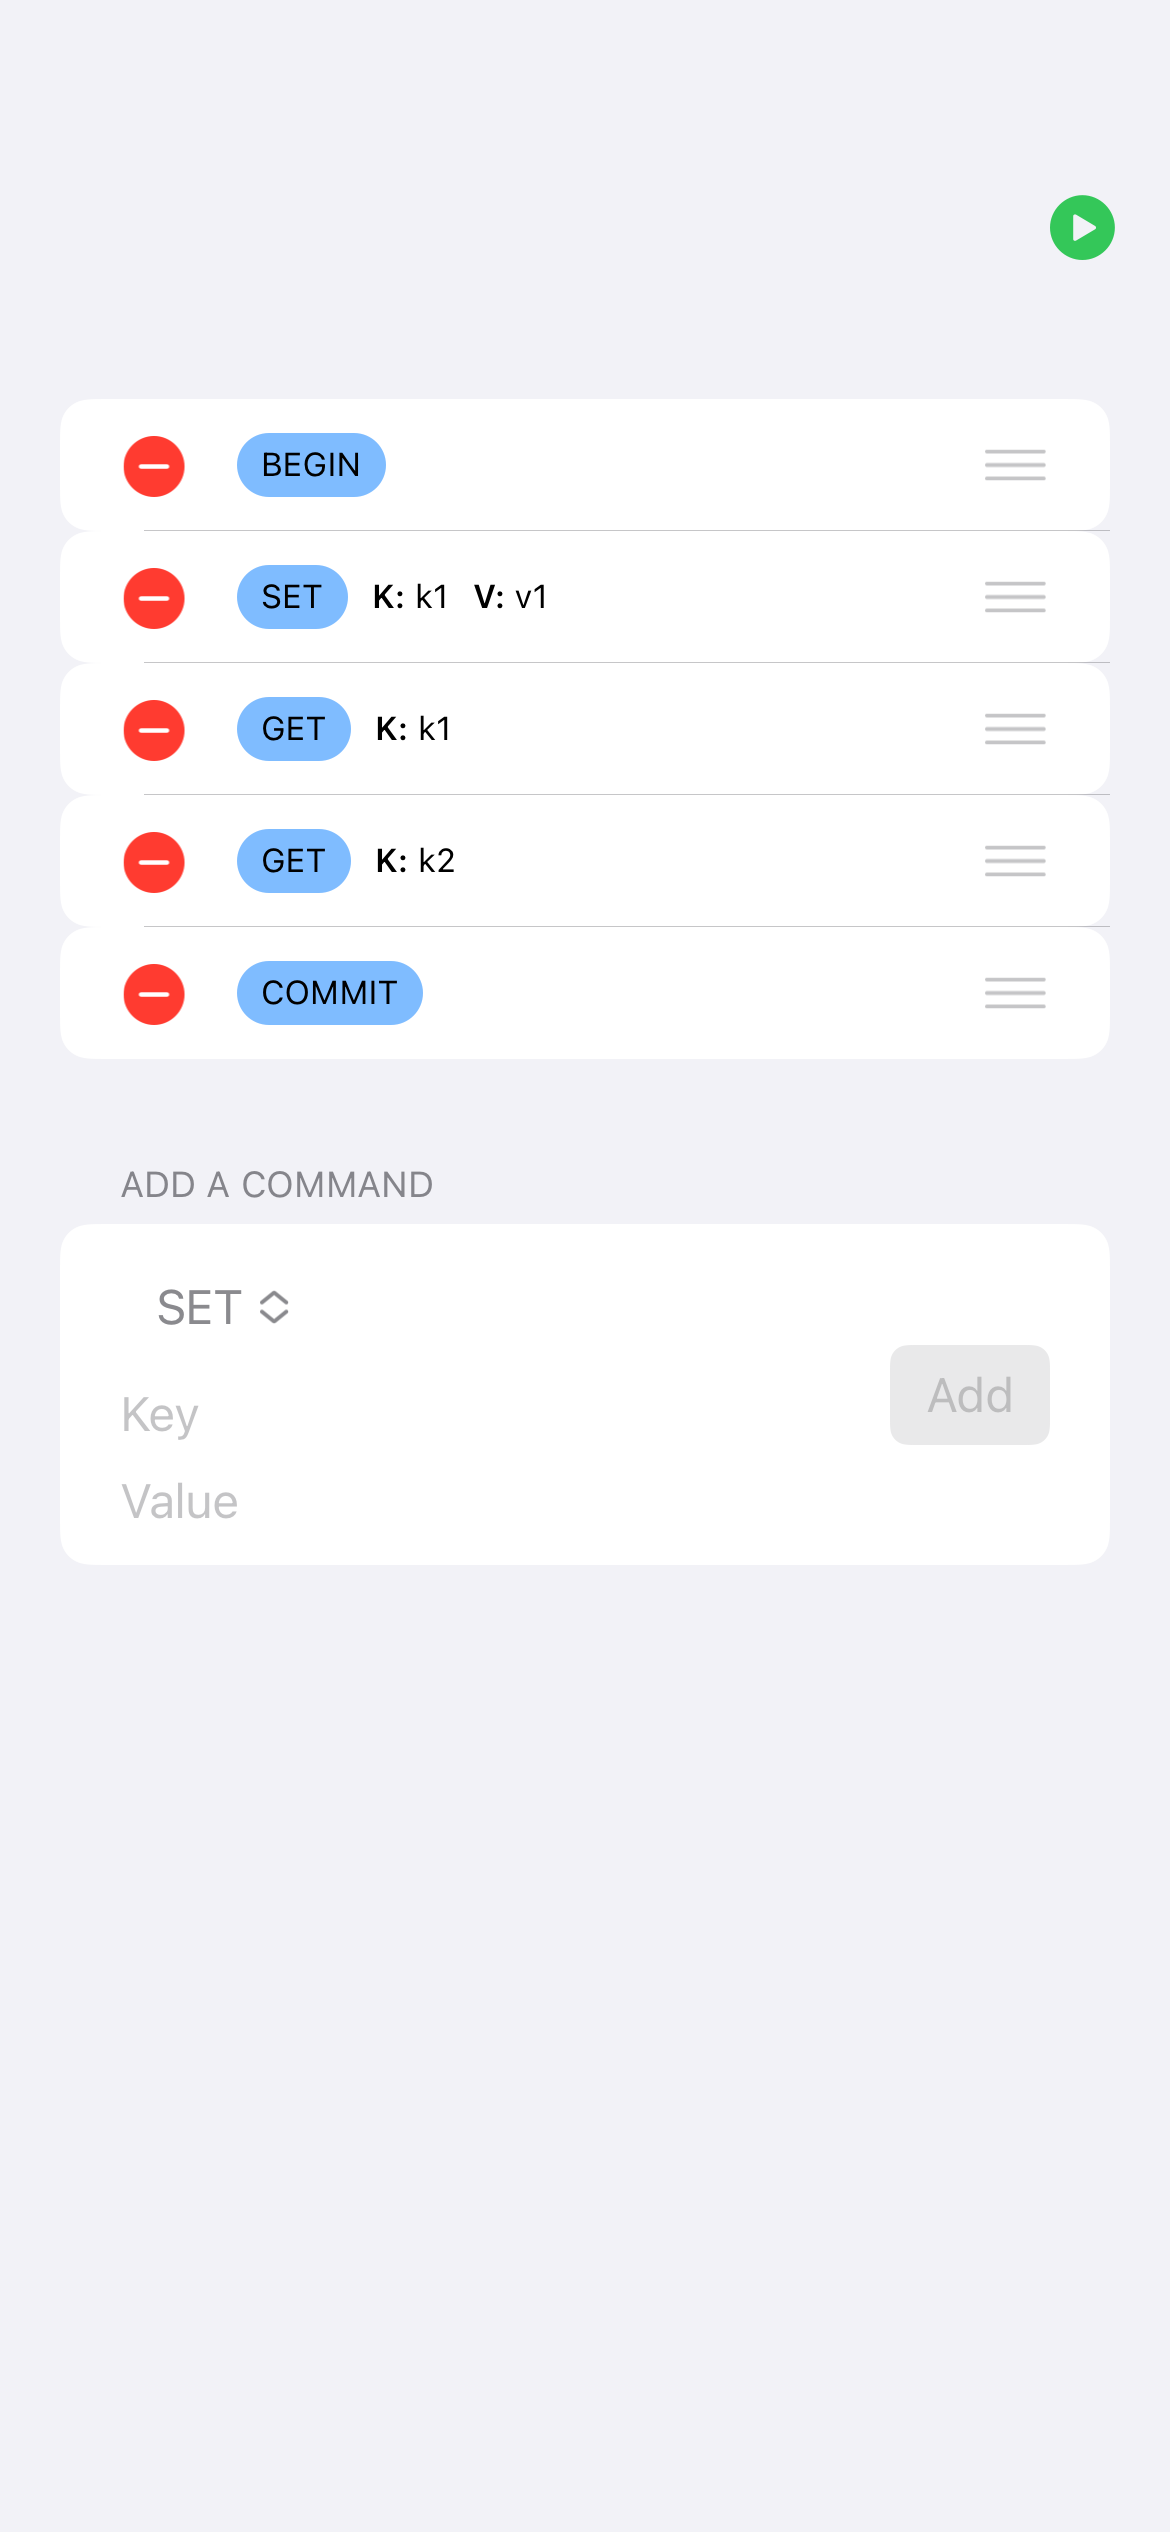 BEGIN
SET K: k1 V: v1
GET K: k1
GET K: k2
COMMIT
ADD A COMMAND
SET
Key
Add
Value